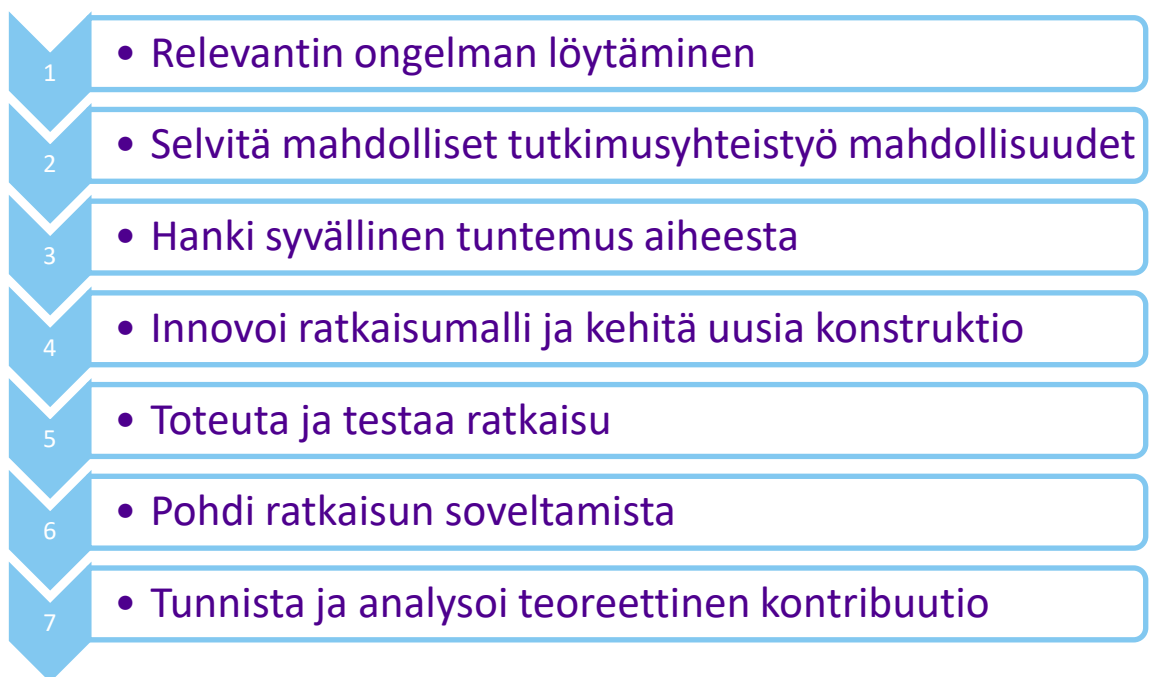 1 • Relevantin ongelman löytäminen
2 • Selvitä mahdolliset tutkimusyhteistyö mahdollisuudet
3 • Hanki syvällinen tuntemus aiheesta
4 • Innovoi ratkaisumalli ja kehitä uusia konstruktio
5 • Toteuta ja testaa ratkaisu
6 • Pohdi ratkaisun soveltamista
7 • Tunnista ja analysoi teoreettinen kontribuutio